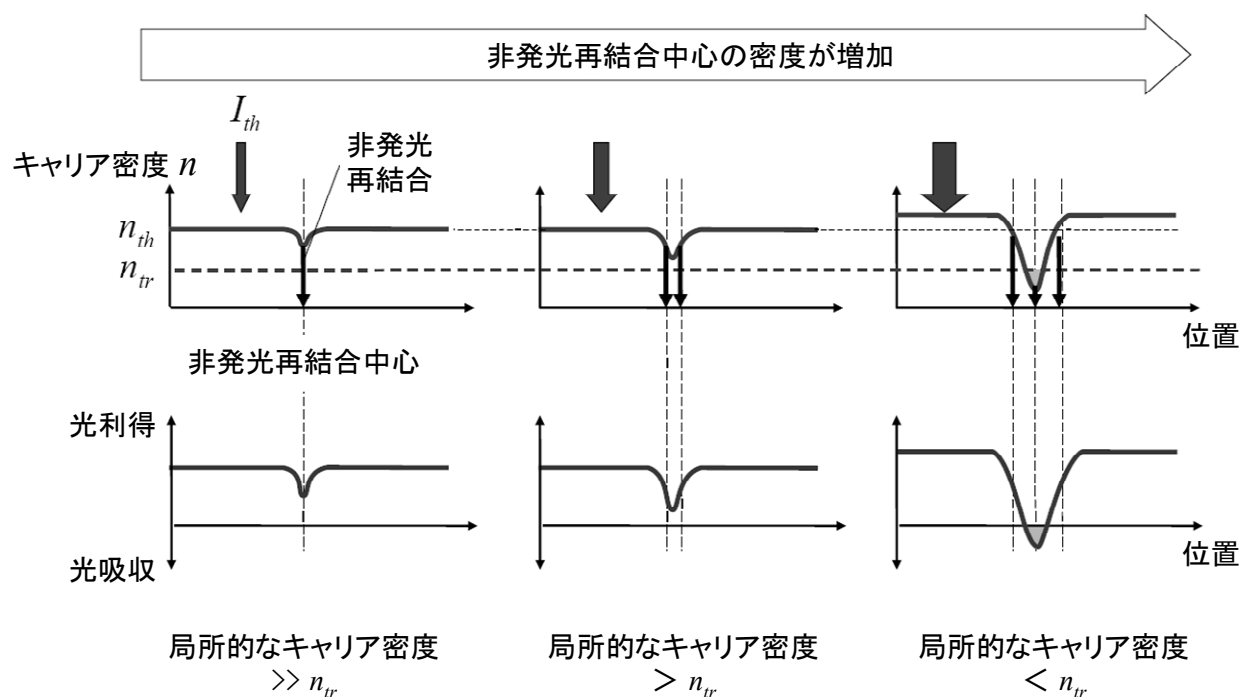 非発光再結合中心の密度が増加
I_th
非発光
再結合
キャリア密度 n
n_th
n_tr
位置
非発光再結合中心
光利得
光吸収
位置
局所的なキャリア密度
>> n_tr
局所的なキャリア密度
> n_tr
局所的なキャリア密度
< n_tr